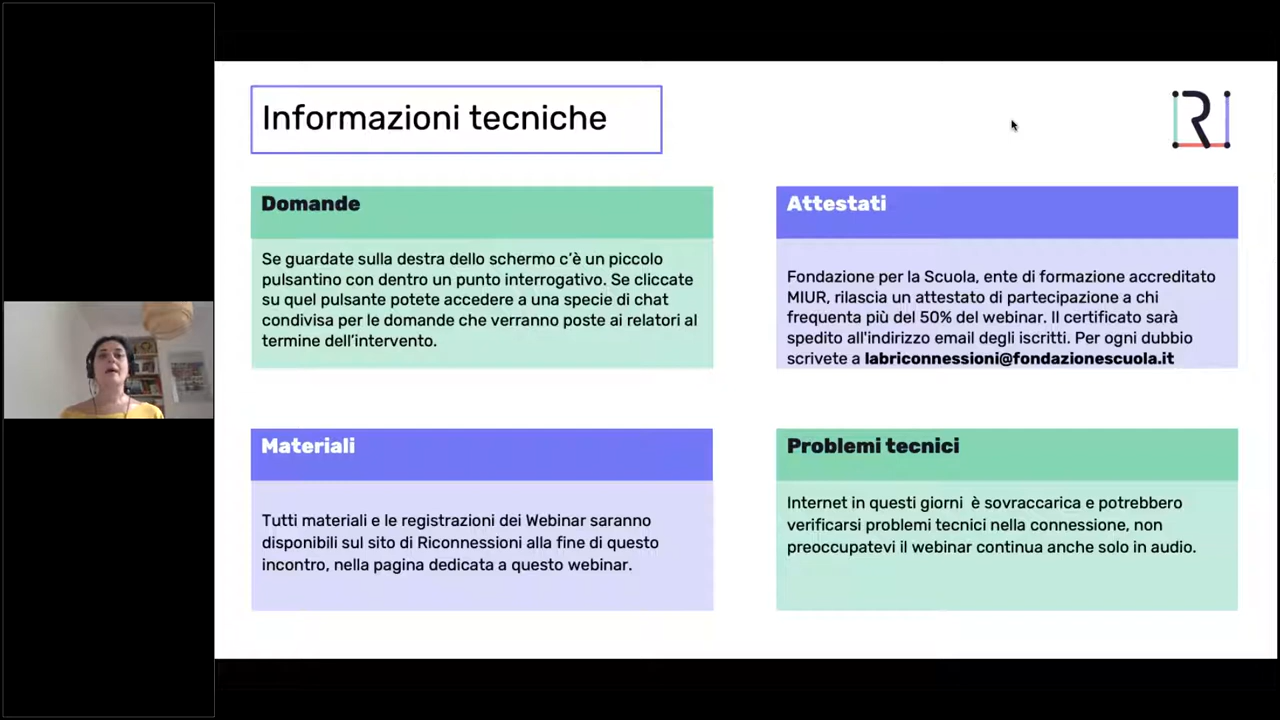 Informazioni tecniche
R
Domande
Se guardate sulla destra dello schermo c'è un piccolo
pulsantino con dentro un punto interrogativo. Se cliccate
su quel pulsante potete accedere a una specie di chat
condivisa per le domande che verranno poste ai relatori al
termine dell'intervento.
Attestati
Fondazione per la Scuola, ente di formazione accreditato
MIUR, rilascia un attestato di partecipazione a chi
frequenta più del 50% del webinar. Il certificato sarà
spedito all'indirizzo email degli iscritti. Per ogni dubbio
scrivete a labriconnessioni@fondazionescuola.it
Materiali
Tutti materiali e le registrazioni dei Webinar saranno
disponibili sul sito di Riconnessioni alla fine di questo
incontro, nella pagina dedicata a questo webinar.
Problemi tecnici
Internet in questi giorni  è sovraccarica e potrebbero
verificarsi problemi tecnici nella connessione, non
preoccupatevi il webinar continua anche solo in audio.